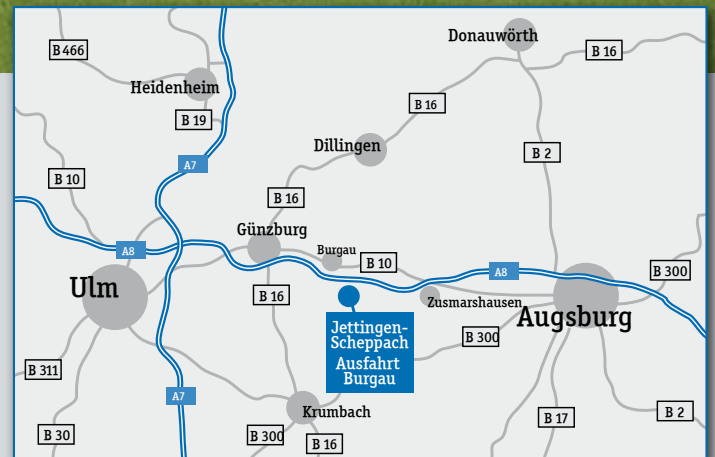 Donauwörth
B 466
B 16
Heidenheim
B 16
B 19
Dillingen
B 2
A7
B 10
B 16
Günzburg
A8
Burgau
B 10
A8
B 300
Ulm
B 16
Zusmarshausen
Augsburg
Jettingen-
Scheppach
Ausfahrt
Burgau
B 300
B 311
A7
Krumbach
B 2
B 17
B 30
B 300
B 16